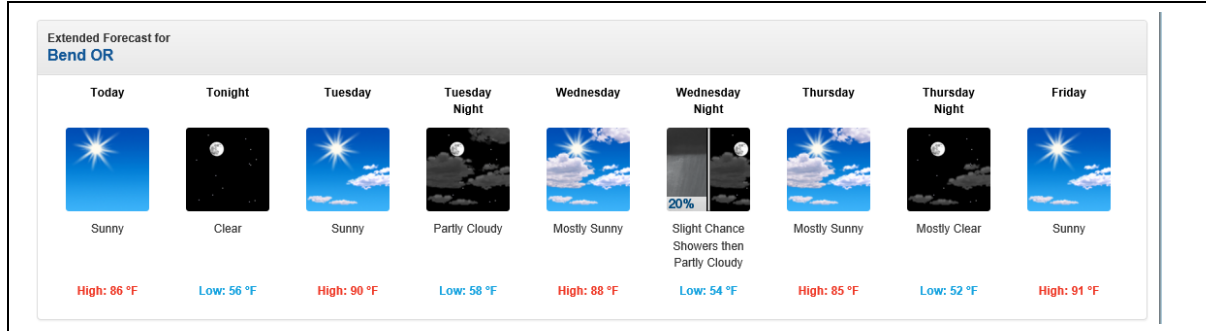 Extended Forecast for
Bend OR
Today
Tonight
Tuesday
Tuesday
Night
Wednesday
Wednesday
Night
Thursday
Thursday
Night
Friday
20%
Sunny
Clear
Sunny
Partly Cloudy
Mostly Sunny
Slight Chance
Showers then
Partly Cloudy
Mostly Sunny
Mostly Clear
Sunny
High: 86 °F
Low: 56 °F
High: 90 °F
Low: 58 °F
High: 88 °F
Low: 54 °F
High: 85 °F
Low: 52 °F
High: 91 °F